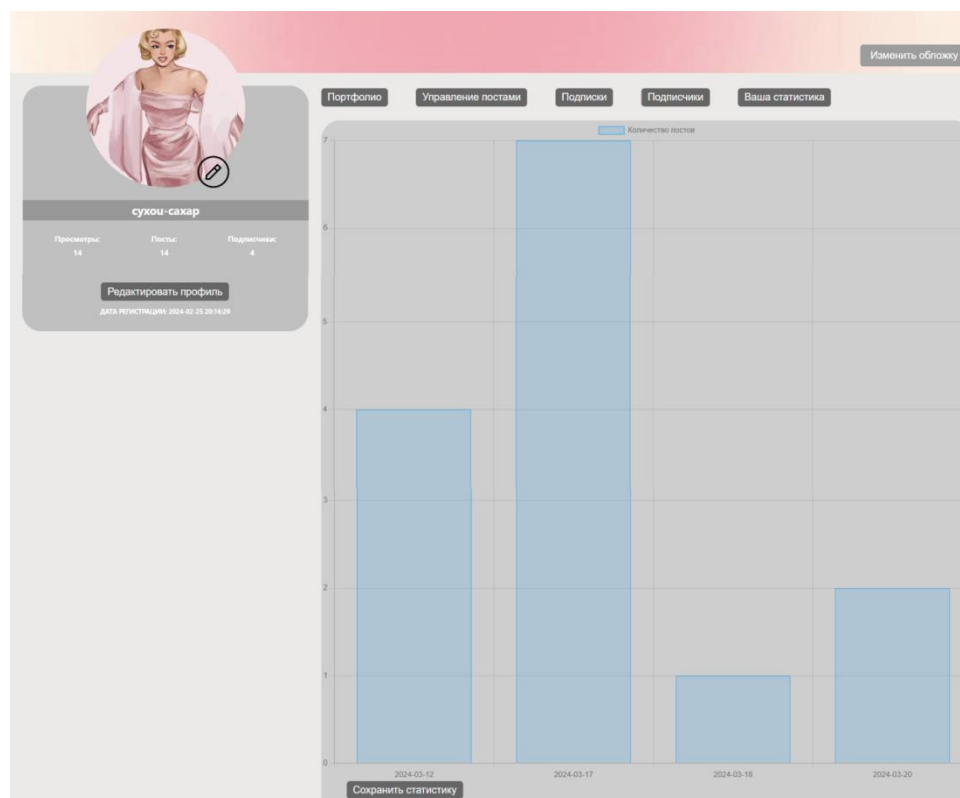 Изменить обложку
Портфолио Управление постами Подписки Подписчики Ваша статистика
сухои-сахар
Просмотры: Посты: Подписчики:
14 14 4
Редактировать профиль
ДАТА РЕГИСТРАЦИИ: 2024-02-25 20:16:29
Количество постов
7
6
5
4
3
2
1
0
2024-03-12 2024-03-17 2024-03-18 2024-03-20
Сохранить статистику